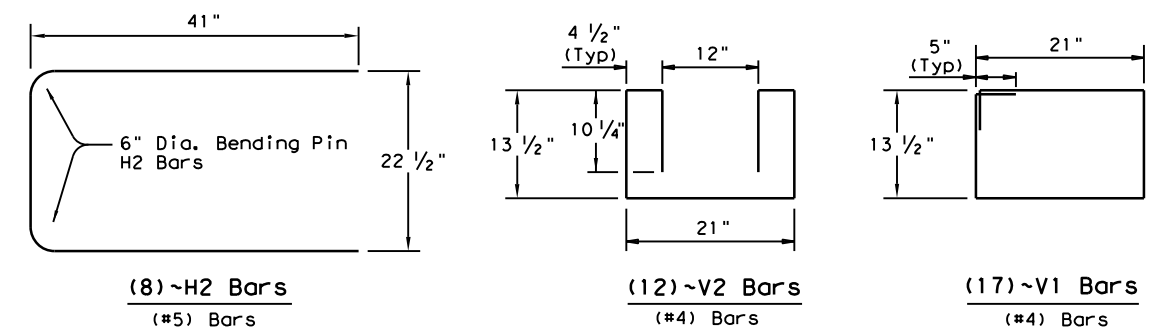 41"
6" Dia. Bending Pin
H2 Bars
22 1/2"
(8)~H2 Bars
(#5) Bars
4 1/2"
(Typ)
12"
10 1/4"
13 1/2"
21"
(12)~V2 Bars
(#4) Bars
5"
(Typ)
21"
13 1/2"
(17)~V1 Bars
(#4) Bars